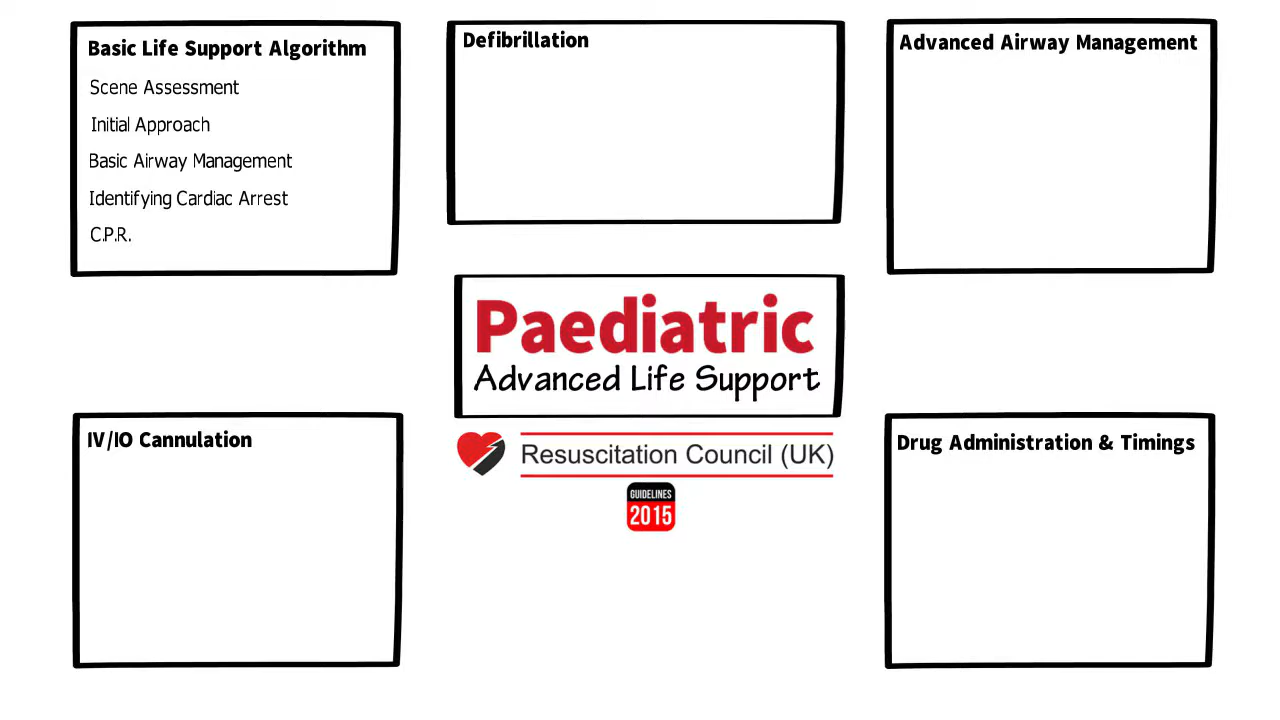 Basic Life Support Algorithm
Scene Assessment
Initial Approach
Basic Airway Management
Identifying Cardiac Arrest
C.P.R.
Defibrillation
Advanced Airway Management
Paediatric
Advanced Life Support
Resuscitation Council (UK)
GUIDELINES
2015
IV/IO Cannulation
Drug Administration & Timings